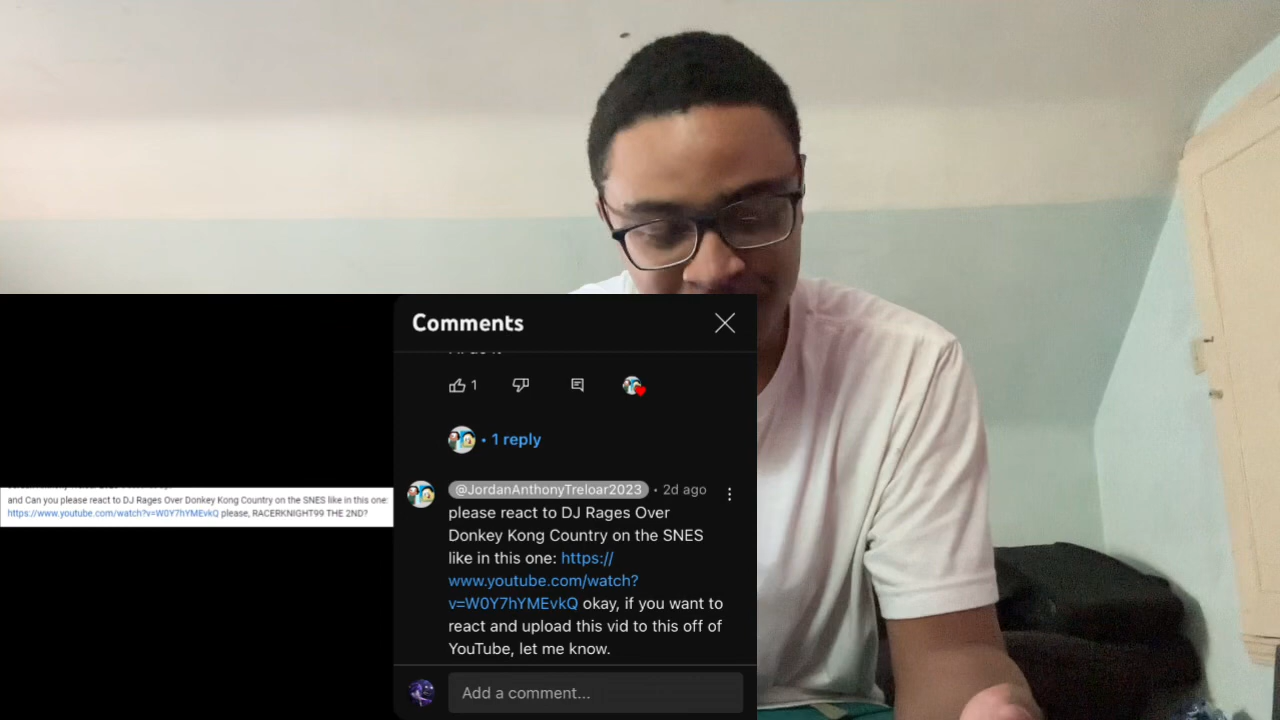 and Can you please react to DJ Rages Over Donkey Kong Country on the SNES like in this one:
https://www.youtube.com/watch?v=W0Y7hYMEvkQ please, RACERKNIGHT99 THE 2ND?
Comments
1
• 1 reply
@JordanAnthonyTreloar2023 • 2d ago
please react to DJ Rages Over
Donkey Kong Country on the SNES
like in this one: https://
www.youtube.com/watch?
v=W0Y7hYMEvkQ okay, if you want to
react and upload this vid to this off of
YouTube, let me know.
Add a comment...